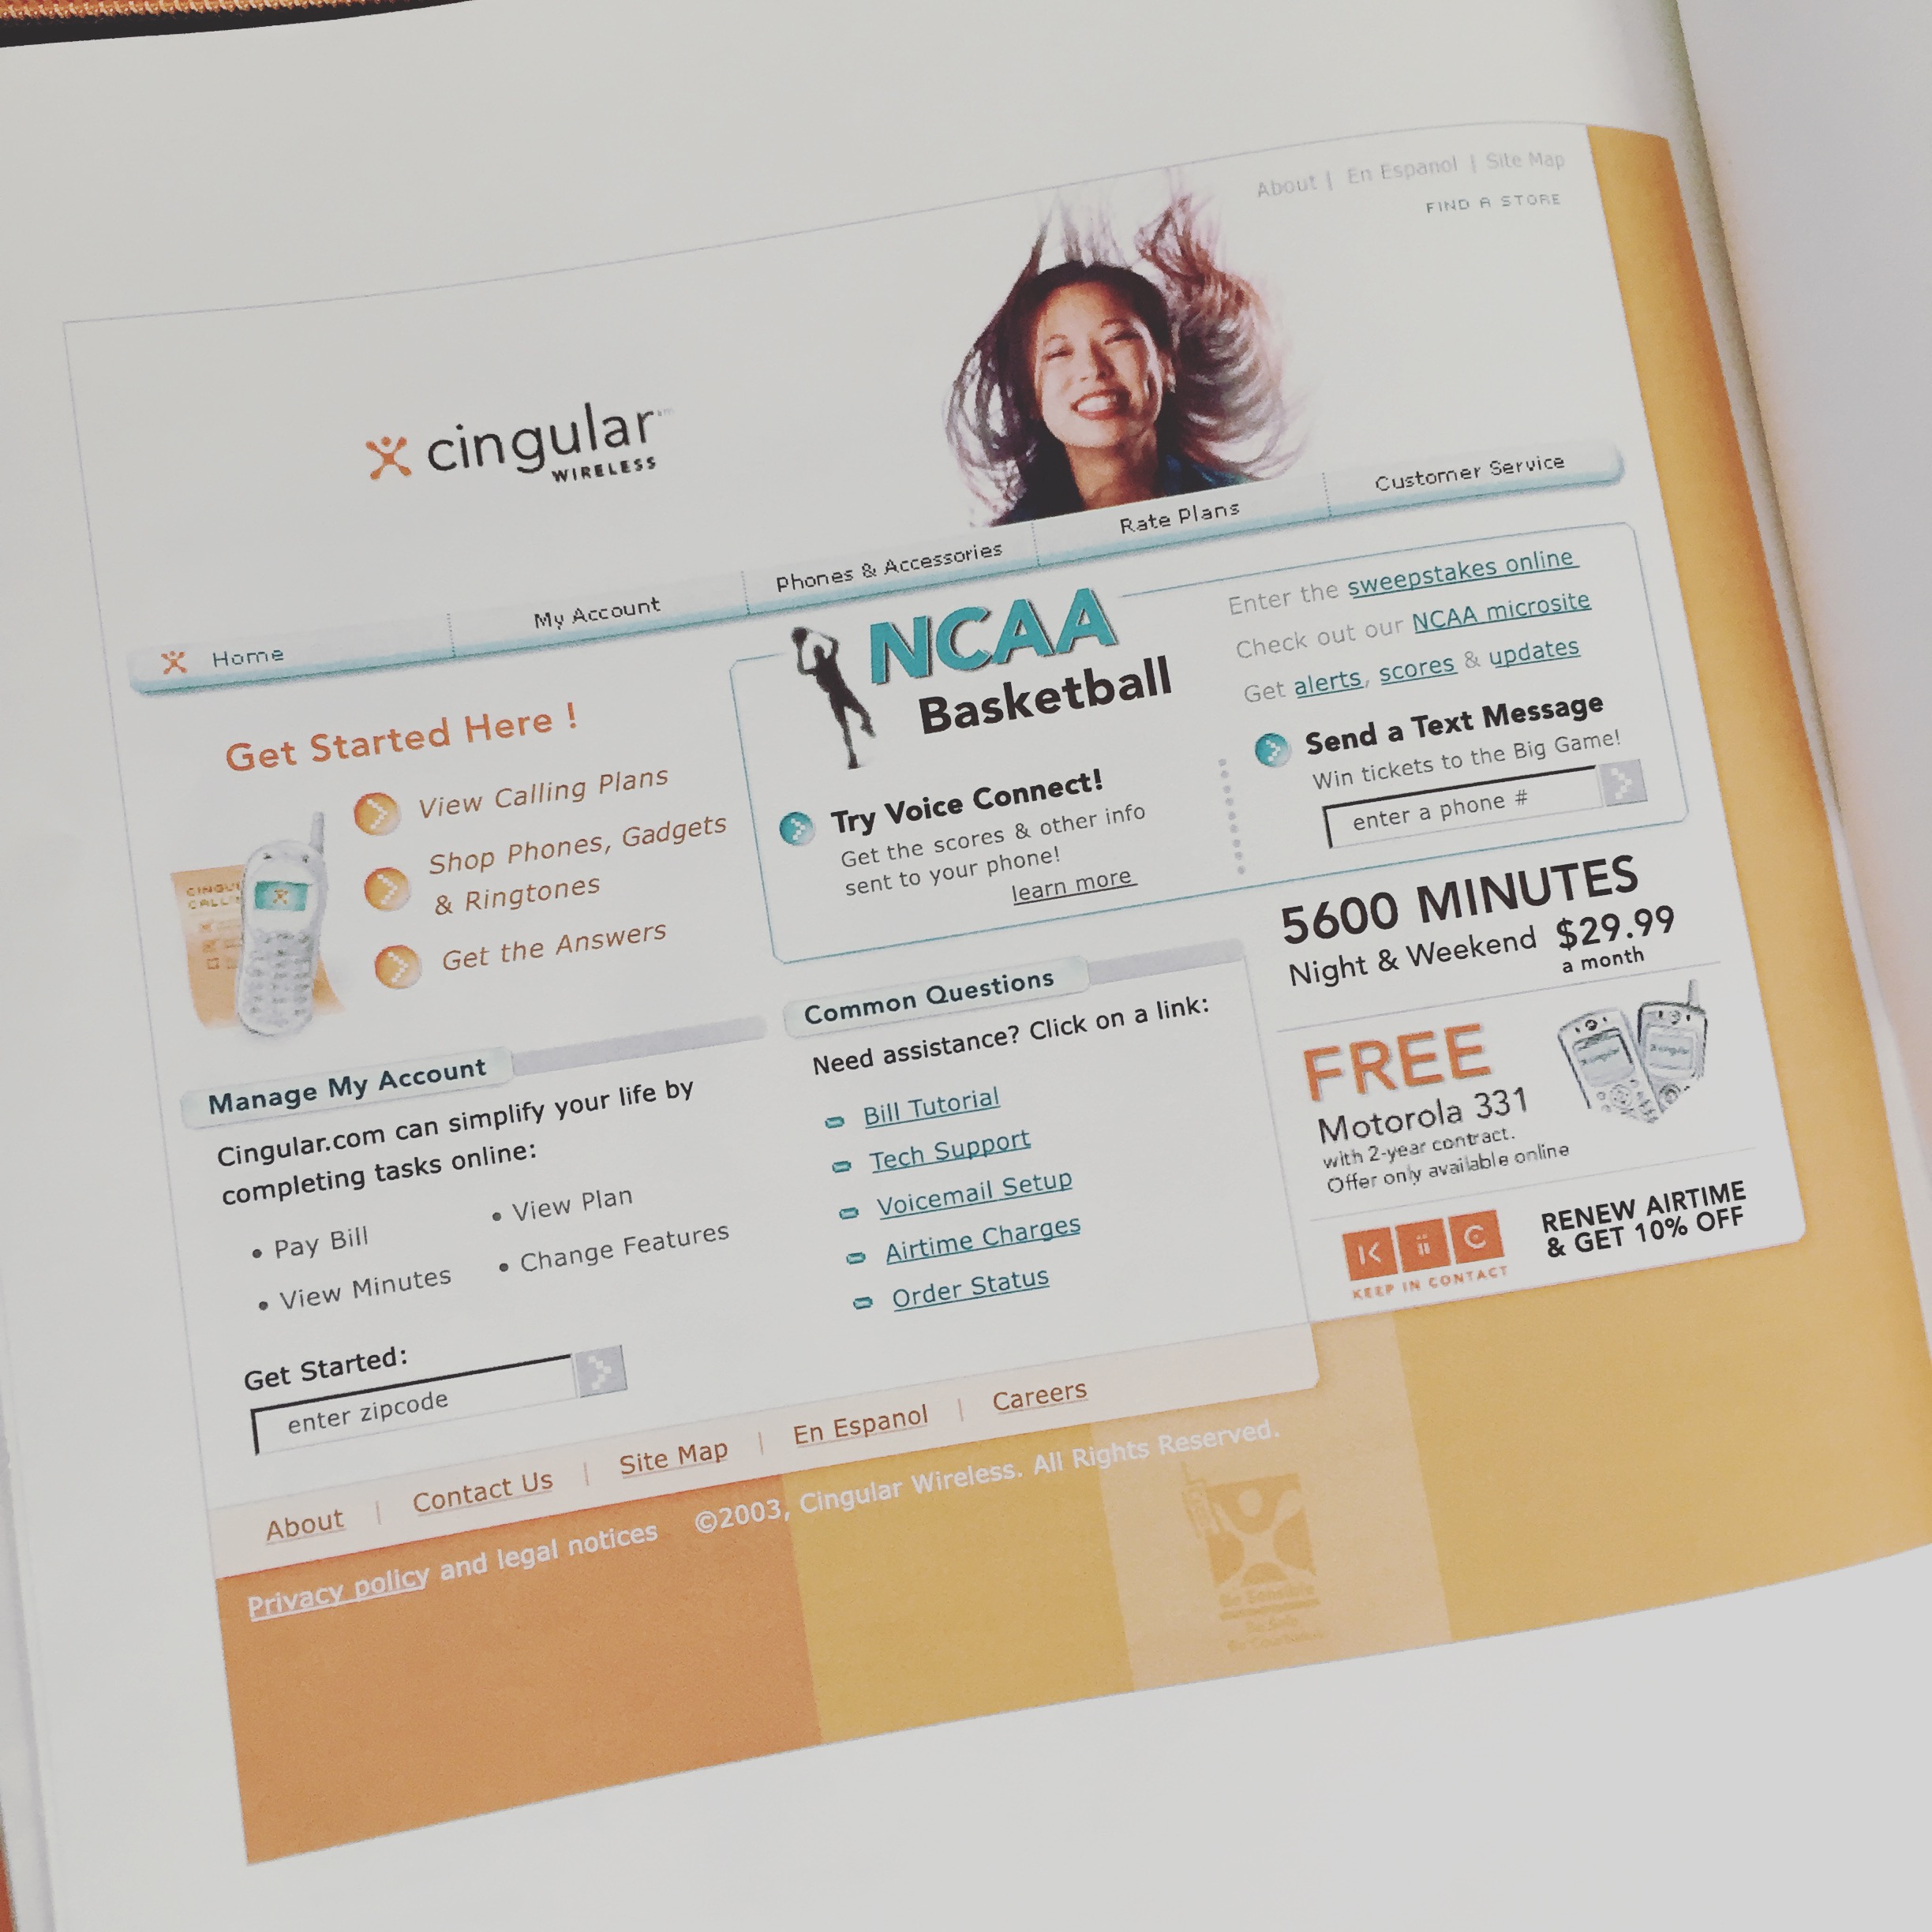 About | En Espanol | Site Map
FIND A STORE
cingular
WIRELESS
Home
My Account
Phones & Accessories
Rate Plans
Customer Service
Get Started Here !
View Calling Plans
Shop Phones, Gadgets
& Ringtones
Get the Answers
NCAA
Basketball
Try Voice Connect!
Get the scores & other info
sent to your phone!
learn more
Enter the sweepstakes online
Check out our NCAA microsite
Get alerts, scores & updates
Send a Text Message
Win tickets to the Big Game!
enter a phone #
Manage My Account
Cingular.com can simplify your life by
completing tasks online:
• Pay Bill
• View Minutes
• View Plan
• Change Features
Get Started:
enter zipcode
Common Questions
Need assistance? Click on a link:
Bill Tutorial
Tech Support
Voicemail Setup
Airtime Charges
Order Status
5600 MINUTES
Night & Weekend $29.99
a month
FREE
Motorola 331
with 2-year contract.
Offer only available online
KiiC
KEEP IN CONTACT
RENEW AIRTIME
& GET 10% OFF
About | Contact Us | Site Map | En Espanol | Careers
Privacy policy and legal notices ©2003, Cingular Wireless. All Rights Reserved.